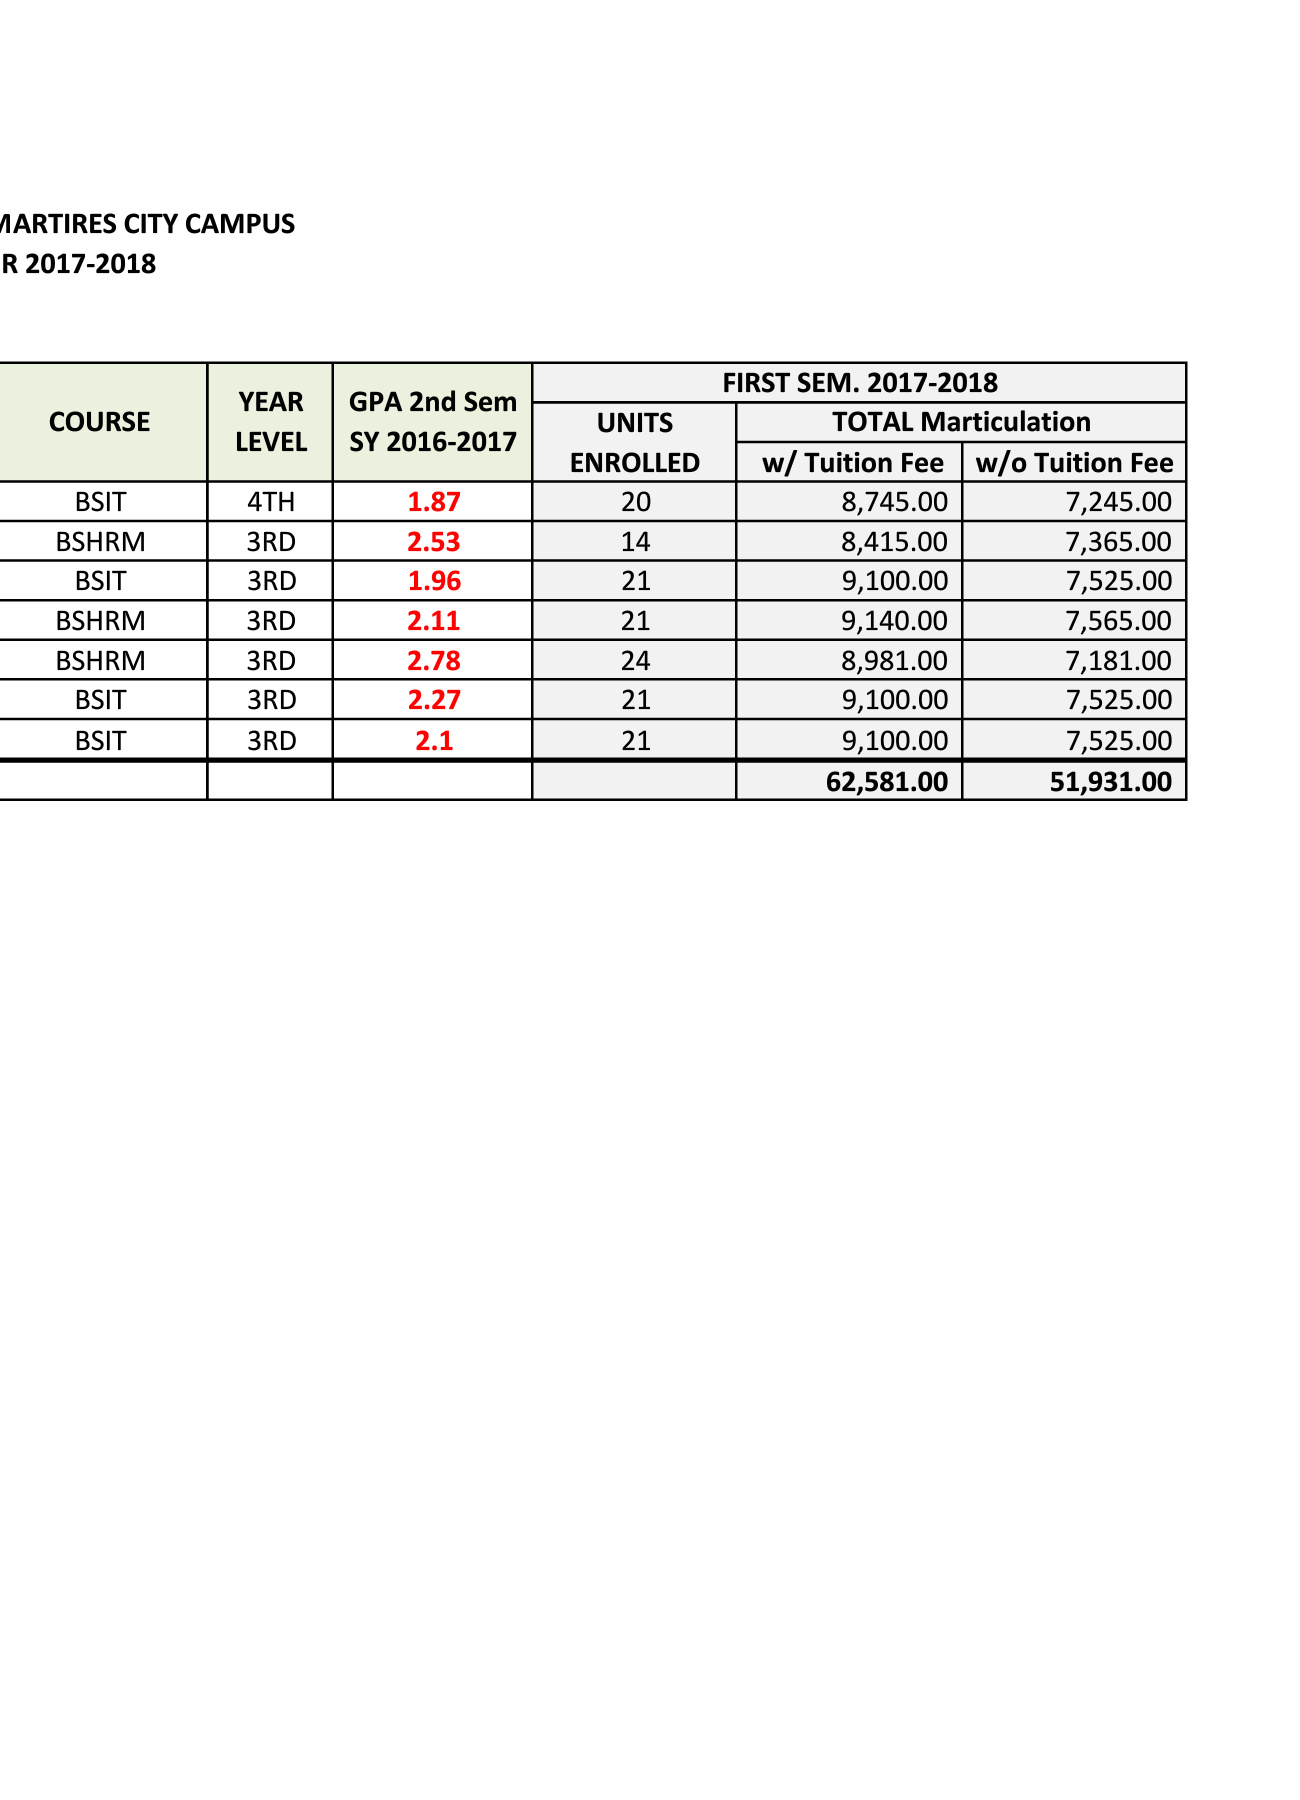 MARTIRES CITY CAMPUS
R 2017-2018
COURSE YEAR LEVEL GPA 2nd Sem SY 2016-2017 FIRST SEM. 2017-2018
UNITS ENROLLED TOTAL Marticulation
w/ Tuition Fee w/o Tuition Fee
BSIT 4TH 1.87 20 8,745.00 7,245.00
BSHRM 3RD 2.53 14 8,415.00 7,365.00
BSIT 3RD 1.96 21 9,100.00 7,525.00
BSHRM 3RD 2.11 21 9,140.00 7,565.00
BSHRM 3RD 2.78 24 8,981.00 7,181.00
BSIT 3RD 2.27 21 9,100.00 7,525.00
BSIT 3RD 2.1 21 9,100.00 7,525.00
62,581.00 51,931.00